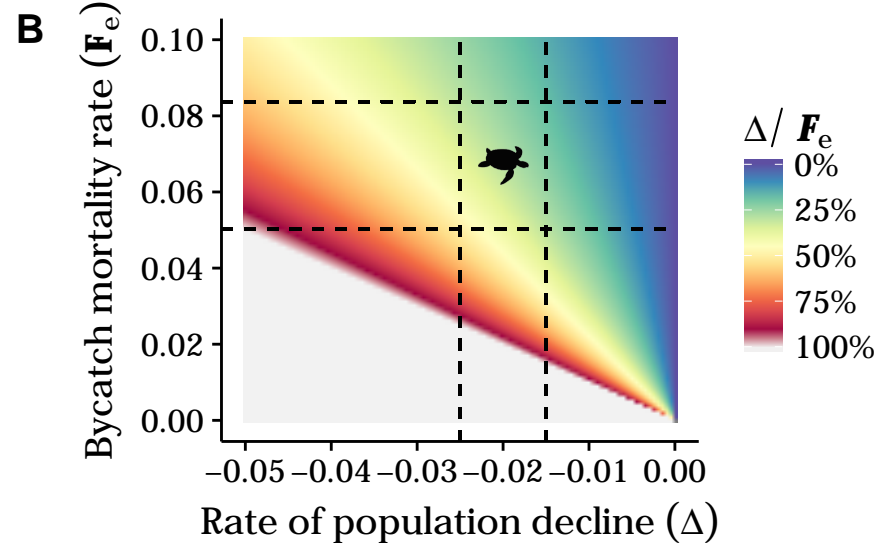 B
Bycatch mortality rate (Fe)
0.10
0.08
0.06
0.04
0.02
0.00
−0.05 −0.04 −0.03 −0.02 −0.01 0.00
Rate of population decline (Δ)
Δ/ Fe
0%
25%
50%
75%
100%